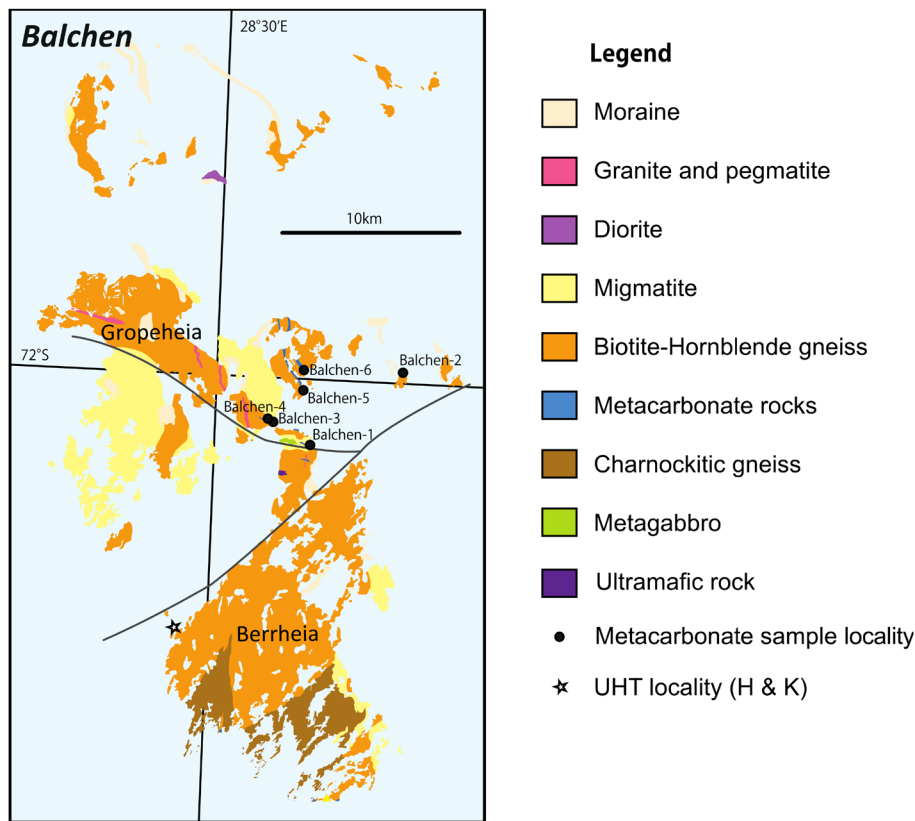 Balchen
28°30'E
10km
Gropeheia
72°S
Balchen-2
Balchen-6
Balchen-5
Balchen-4
Balchen-3
Balchen-1
Berrheia
Legend
Moraine
Granite and pegmatite
Diorite
Migmatite
Biotite-Hornblende gneiss
Metacarbonate rocks
Charnockitic gneiss
Metagabbro
Ultramafic rock
Metacarbonate sample locality
UHT locality (H & K)